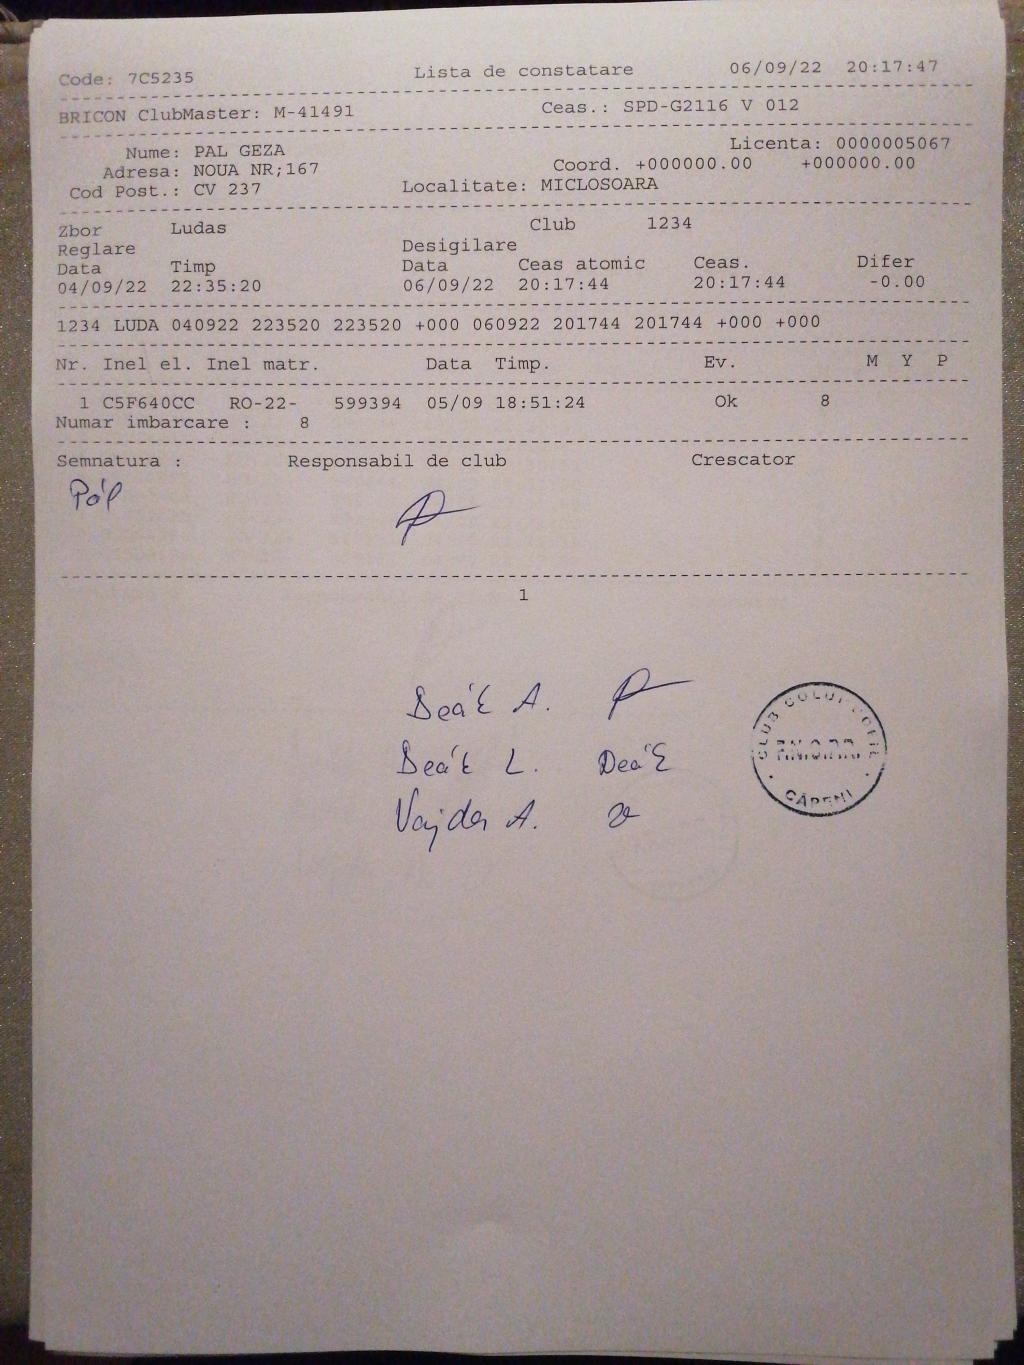 Code: 7C5235 Lista de constatare 06/09/22 20:17:47
BRICON ClubMaster: M-41491 Ceas.: SPD-G2116 V 012
Nume: PAL GEZA Licenta: 0000005067
Adresa: NOUA NR;167 Coord. +000000.00 +000000.00
Cod Post.: CV 237 Localitate: MICLOSOARA
Zbor Ludas Club 1234
Reglare Desigilare
Data Timp Data Ceas atomic Ceas. Difer
04/09/22 22:35:20 06/09/22 20:17:44 20:17:44 -0.00
1234 LUDA 040922 223520 223520 +000 060922 201744 201744 +000 +000
Nr. Inel el. Inel matr. Data Timp. Ev. M Y P
1 C5F640CC RO-22- 599394 05/09 18:51:24 Ok 8
Numar imbarcare : 8
Semnatura : Responsabil de club Crescator
Pál
1
Deák A.
Deák L. Deák
Vajda A.
CLUB COLUMBOFIL
CĂPENI